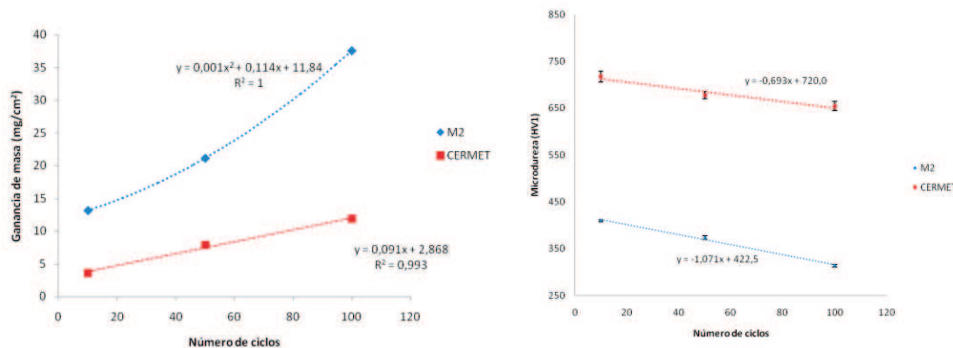 40
35
30
25
20
15
10
5
0
Ganancia de masa (mg/cm²)
y = 0,001x² + 0,114x + 11,84
R² = 1
y = 0,091x + 2,868
R² = 0,993
0 20 40 60 80 100 120
Número de ciclos
M2
CERMET
850
750
650
550
450
350
250
Microdureza (HV1)
y = -0,693x + 720,0
y = -1,071x + 422,5
0 20 40 60 80 100 120
Número de ciclos
M2
CERMET